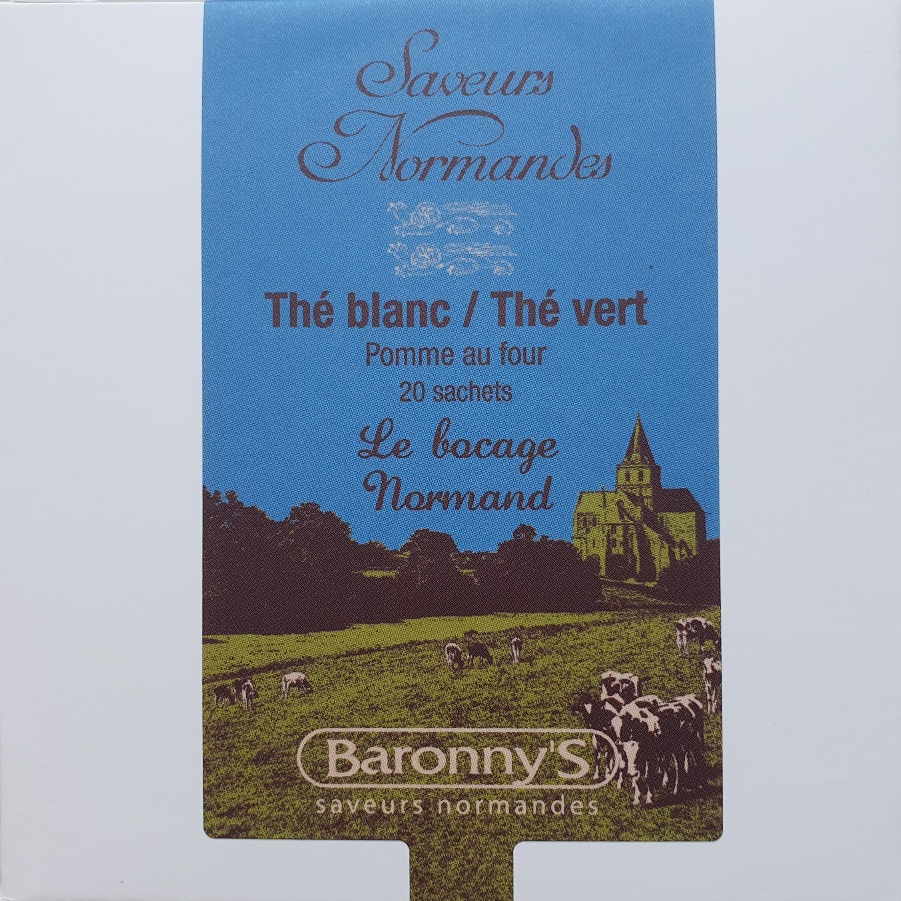 Saveurs
Normandes
Thé blanc / Thé vert
Pomme au four
20 sachets
Le bocage
Normand
Baronny'S
saveurs normandes